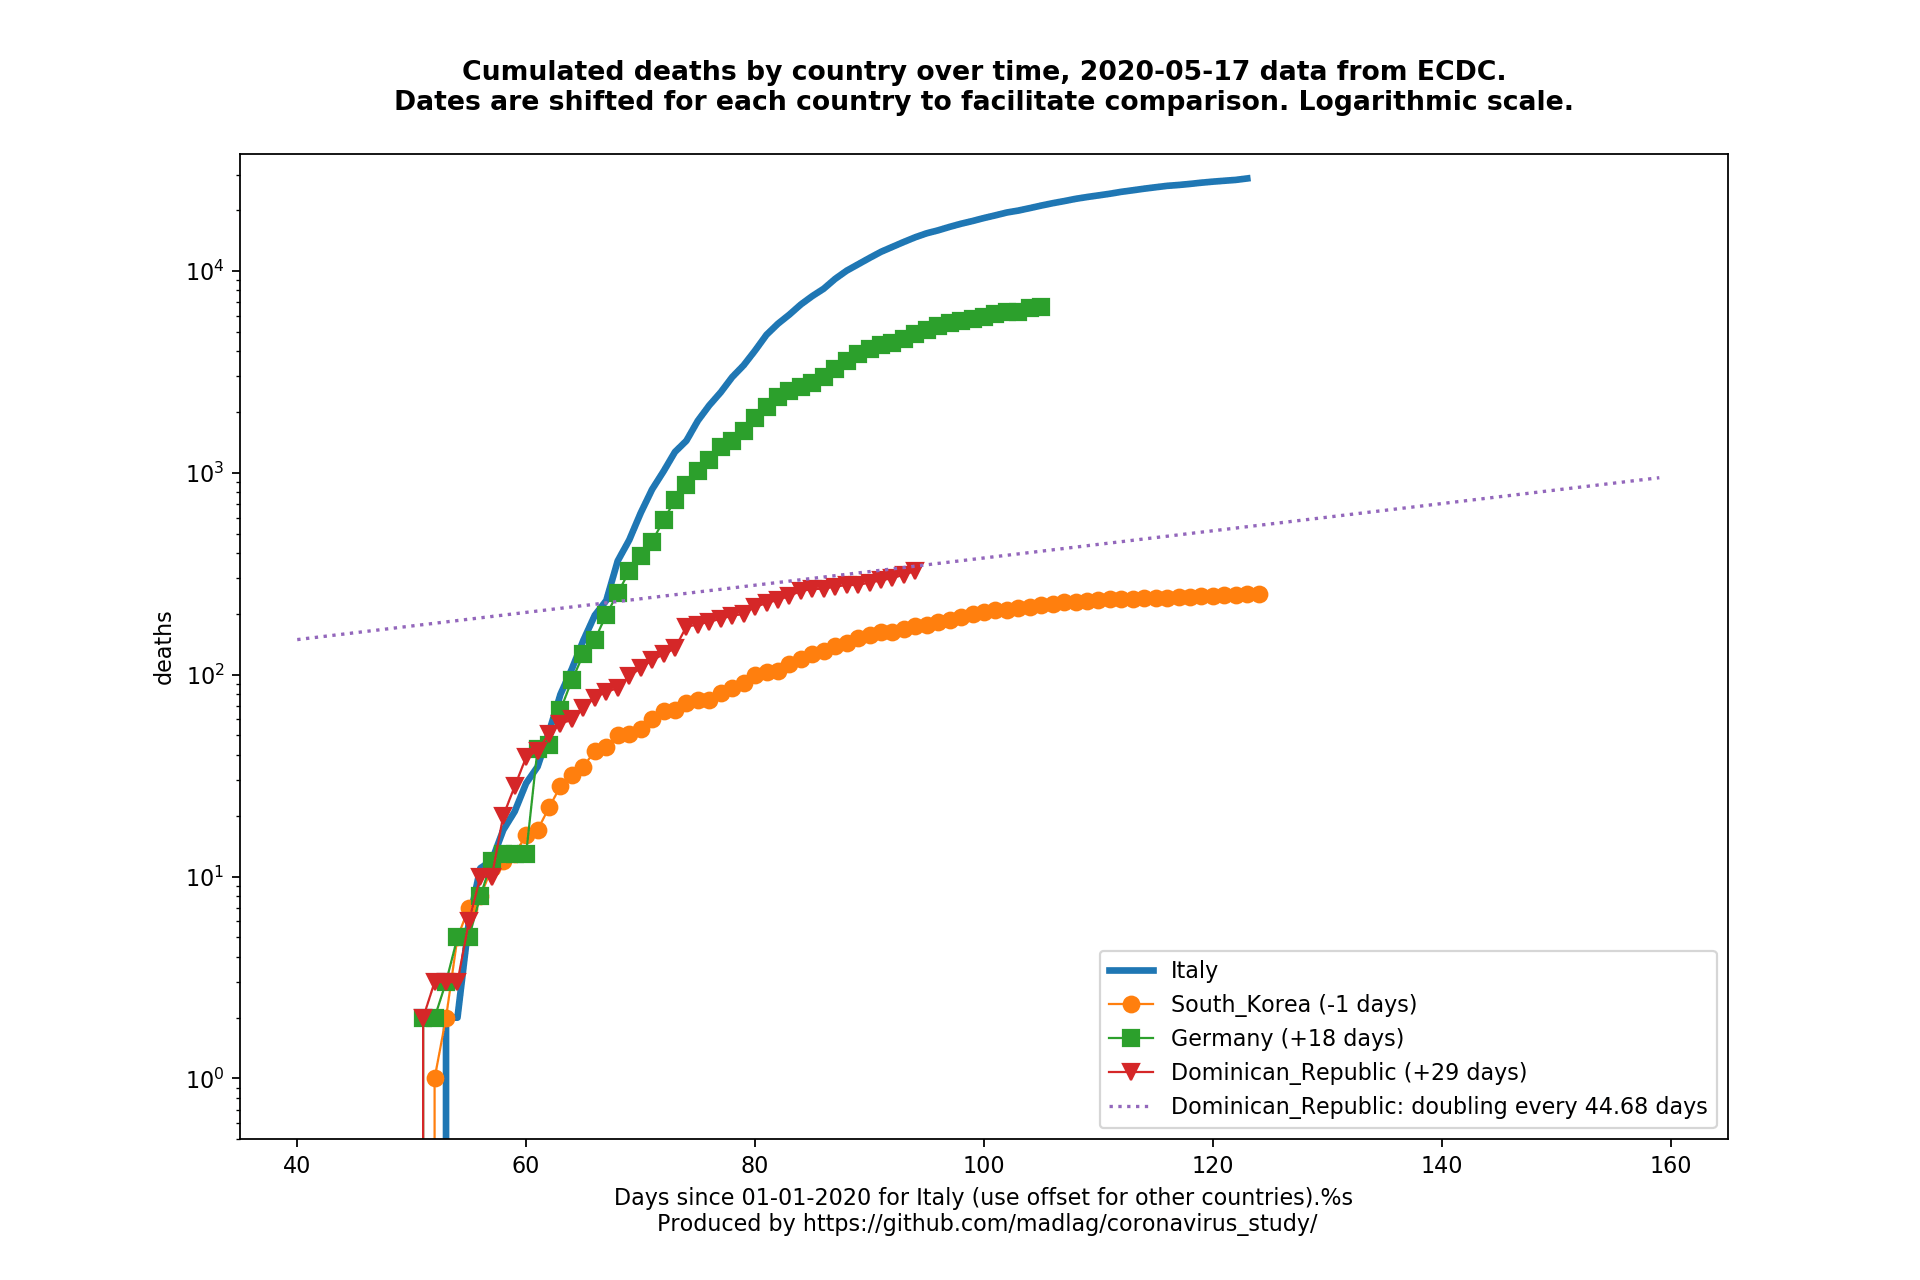 Cumulated deaths by country over time, 2020-05-17 data from ECDC.
Dates are shifted for each country to facilitate comparison. Logarithmic scale.
deaths
10⁴
10³
10²
10¹
10⁰
40 60 80 100 120 140 160
Italy
South_Korea (-1 days)
Germany (+18 days)
Dominican_Republic (+29 days)
Dominican_Republic: doubling every 44.68 days
Days since 01-01-2020 for Italy (use offset for other countries).%s
Produced by https://github.com/madlag/coronavirus_study/